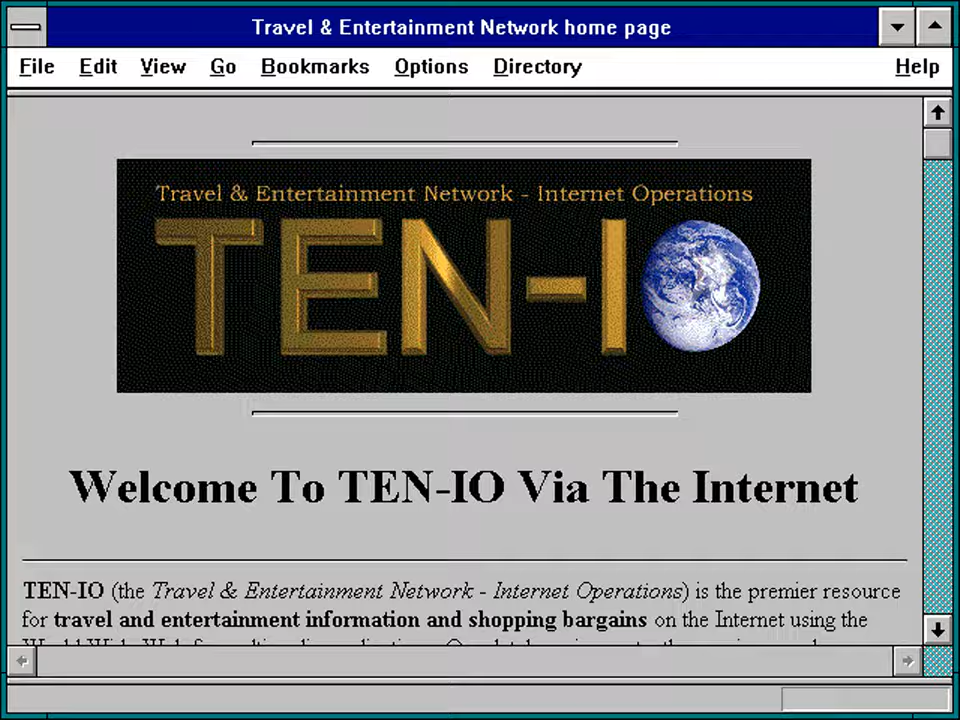 Travel & Entertainment Network home page
File Edit View Go Bookmarks Options Directory Help
Travel & Entertainment Network - Internet Operations
TEN-IO
Welcome To TEN-IO Via The Internet
TEN-IO (the Travel & Entertainment Network - Internet Operations) is the premier resource
for travel and entertainment information and shopping bargains on the Internet using the